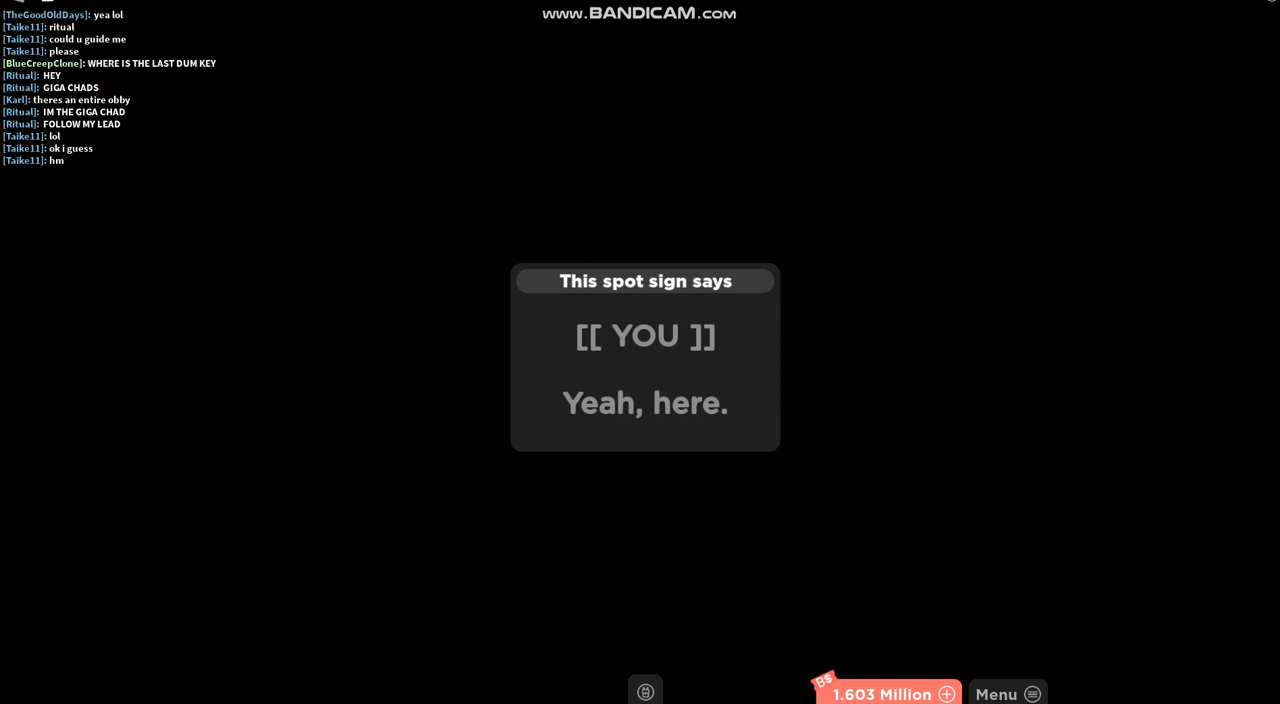 www.BANDICAM.com
[TheGoodOldDays]: yea lol
[Taike11]: ritual
[Taike11]: could u guide me
[Taike11]: please
[BlueCreepClone]: WHERE IS THE LAST DUM KEY
[Ritual]: HEY
[Ritual]: GIGA CHADS
[Karl]: theres an entire obby
[Ritual]: IM THE GIGA CHAD
[Ritual]: FOLLOW MY LEAD
[Taike11]: lol
[Taike11]: ok i guess
[Taike11]: hm
This spot sign says
[[ YOU ]]
Yeah, here.
B$
1.603 Million
Menu